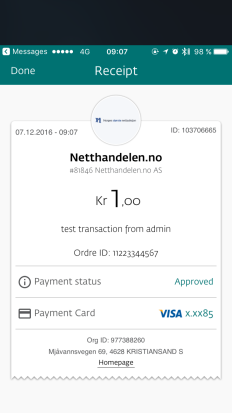 Messages 4G 09:07 98 %
Done Receipt
07.12.2016 - 09:07 ID: 103706665
Netthandelen.no
#81846 Netthandelen.no AS
Kr 1,00
test transaction from admin
Ordre ID: 11223344567
Payment status Approved
Payment Card VISA x.xx85
Org ID: 977388260
Mjåvannsvegen 69, 4628 KRISTIANSAND S
Homepage